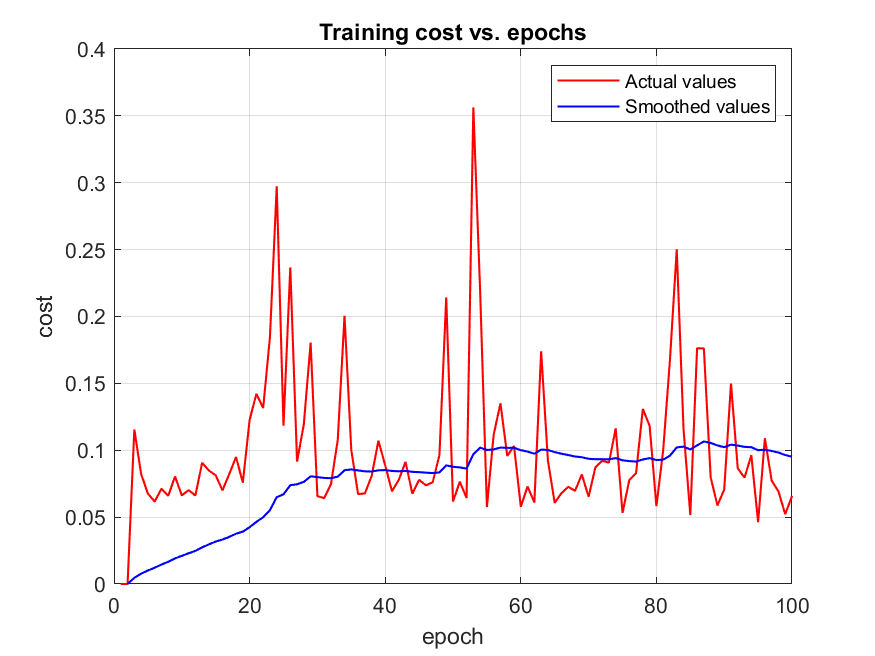 Training cost vs. epochs
Actual values
Smoothed values
0.4
0.35
0.3
0.25
0.2
0.15
0.1
0.05
0
cost
0 20 40 60 80 100
epoch